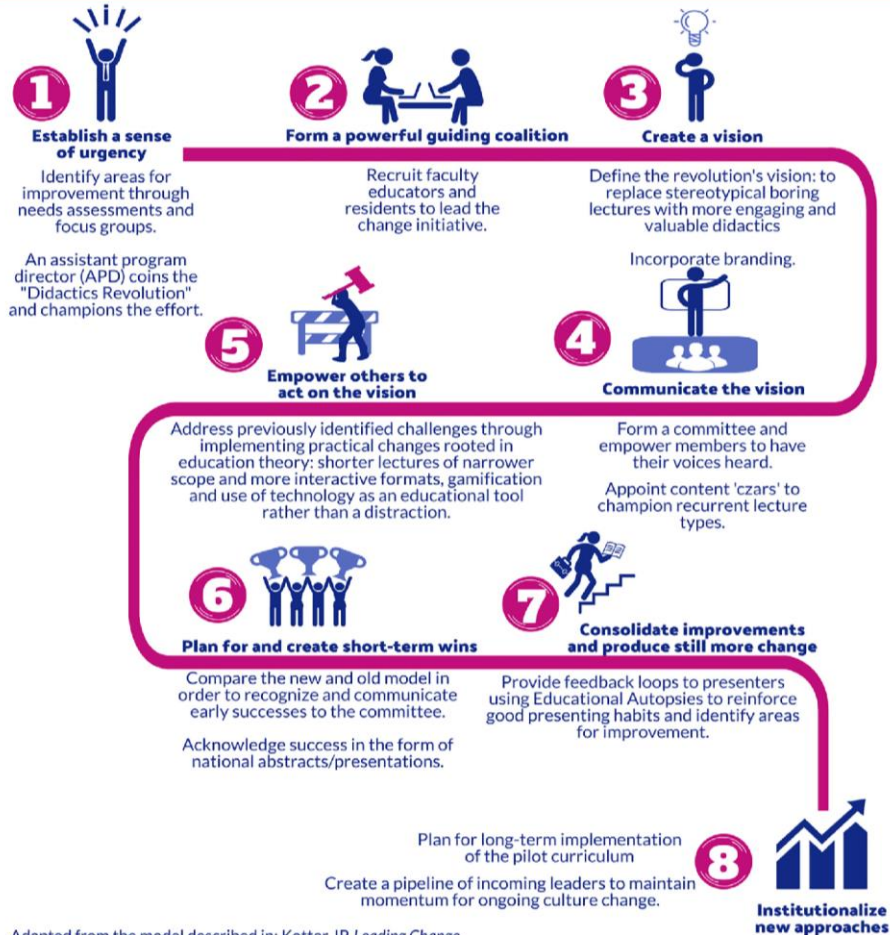 1
Establish a sense
of urgency
Identify areas for
improvement through
needs assessments and
focus groups.
An assistant program
director (APD) coins the
"Didactics Revolution"
and champions the effort.
2
Form a powerful guiding coalition
Recruit faculty
educators and
residents to lead the
change initiative.
3
Create a vision
Define the revolution's vision: to
replace stereotypical boring
lectures with more engaging and
valuable didactics
Incorporate branding.
4
Communicate the vision
Form a committee and
empower members to have
their voices heard.
Appoint content 'czars' to
champion recurrent lecture
types.
5
Empower others to
act on the vision
Address previously identified challenges through
implementing practical changes rooted in
education theory: shorter lectures of narrower
scope and more interactive formats, gamification
and use of technology as an educational tool
rather than a distraction.
6
Plan for and create short-term wins
Compare the new and old model in
order to recognize and communicate
early successes to the committee.
Acknowledge success in the form of
national abstracts/presentations.
7
Consolidate improvements
and produce still more change
Provide feedback loops to presenters
using Educational Autopsies to reinforce
good presenting habits and identify areas
for improvement.
8
Institutionalize
new approaches
Plan for long-term implementation
of the pilot curriculum
Create a pipeline of incoming leaders to maintain
momentum for ongoing culture change.
Adapted from the model described in: Kotter JP. Leading Change